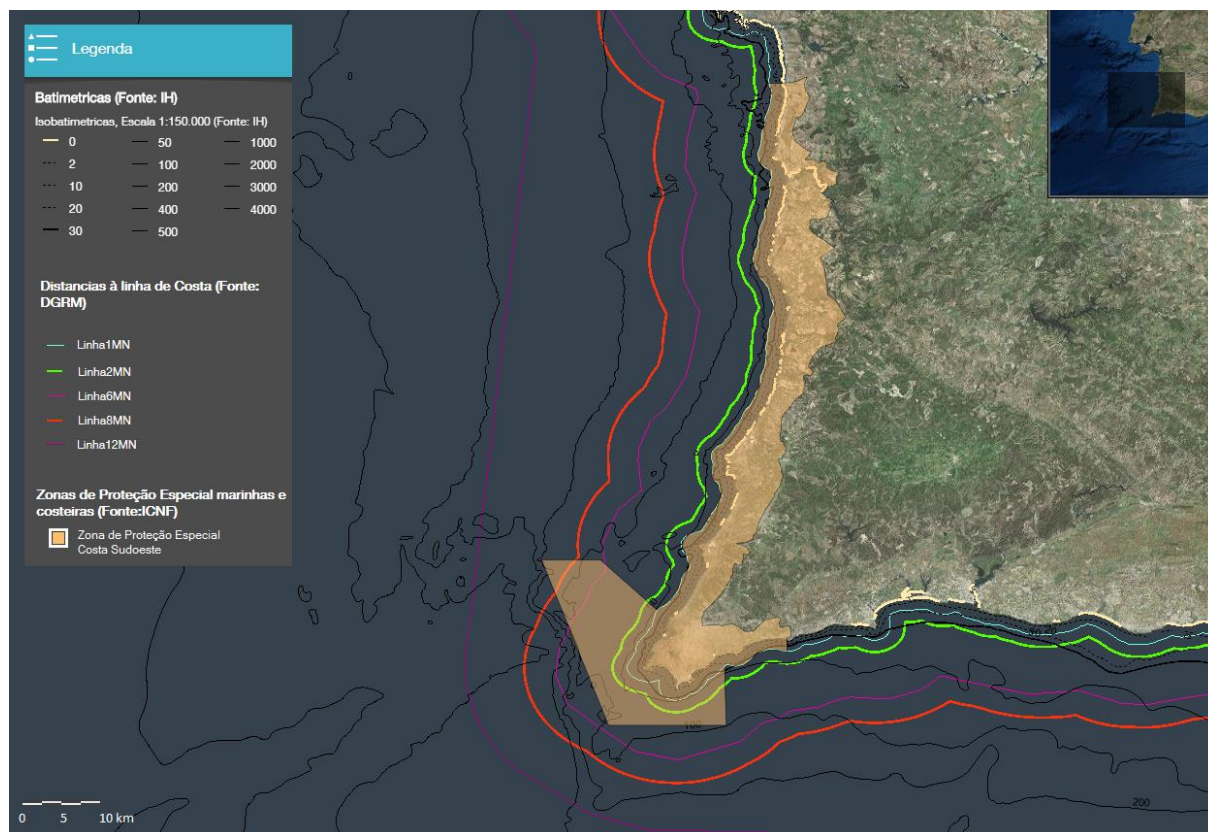 Legenda
Batimetricas (Fonte: IH)
Isobatimetricas, Escala 1:150.000 (Fonte: IH)
0 50 1000
2 100 2000
10 200 3000
20 400 4000
30 500
Distancias à linha de Costa (Fonte:
DGRM)
Linha1MN
Linha2MN
Linha6MN
Linha8MN
Linha12MN
Zonas de Proteção Especial marinhas e
costeiras (Fonte:ICNF)
Zona de Proteção Especial
Costa Sudoeste
100
200
0 5 10 km